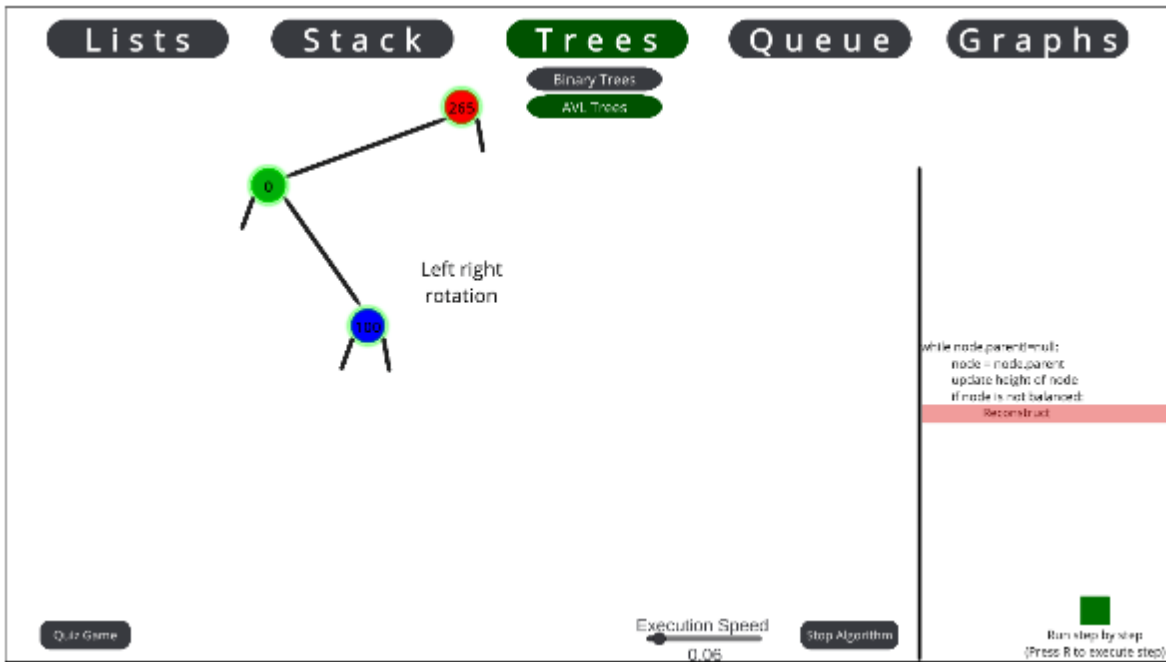 Lists
Stack
Trees
Queue
Graphs
Binary Trees
AVL Trees
265
0
100
Left right
rotation
while node.parent!=null:
node = node.parent
update height of node
if node is not balanced:
Reconstruct
Quiz Game
Execution Speed
0.06
Stop Algorithm
Run step by step
(Press R to execute step)